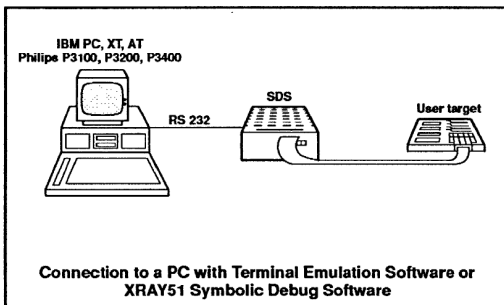 IBM PC, XT, AT
Philips P3100, P3200, P3400
SDS
RS 232
User target
Connection to a PC with Terminal Emulation Software or
XRAY51 Symbolic Debug Software